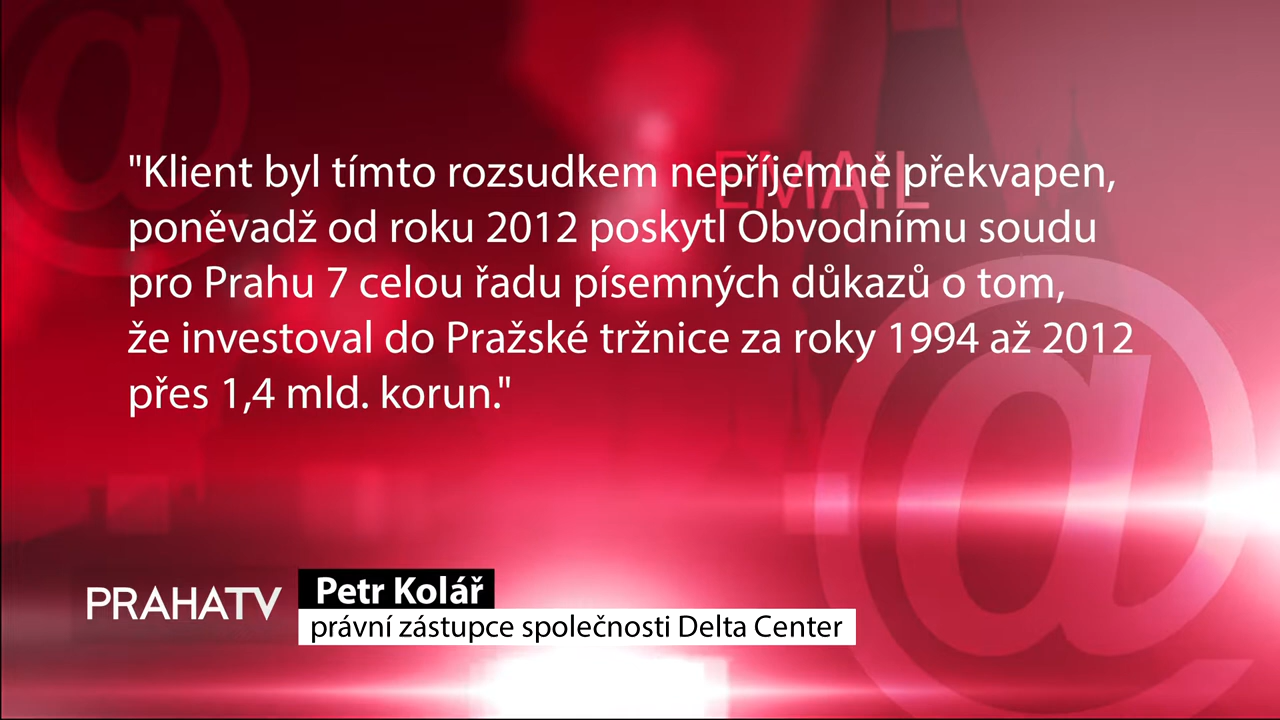 EMAIL
"Klient byl tímto rozsudkem nepříjemně překvapen,
poněvadž od roku 2012 poskytl Obvodnímu soudu
pro Prahu 7 celou řadu písemných důkazů o tom,
že investoval do Pražské tržnice za roky 1994 až 2012
přes 1,4 mld. korun."
PRAHATV
Petr Kolář
právní zástupce společnosti Delta Center